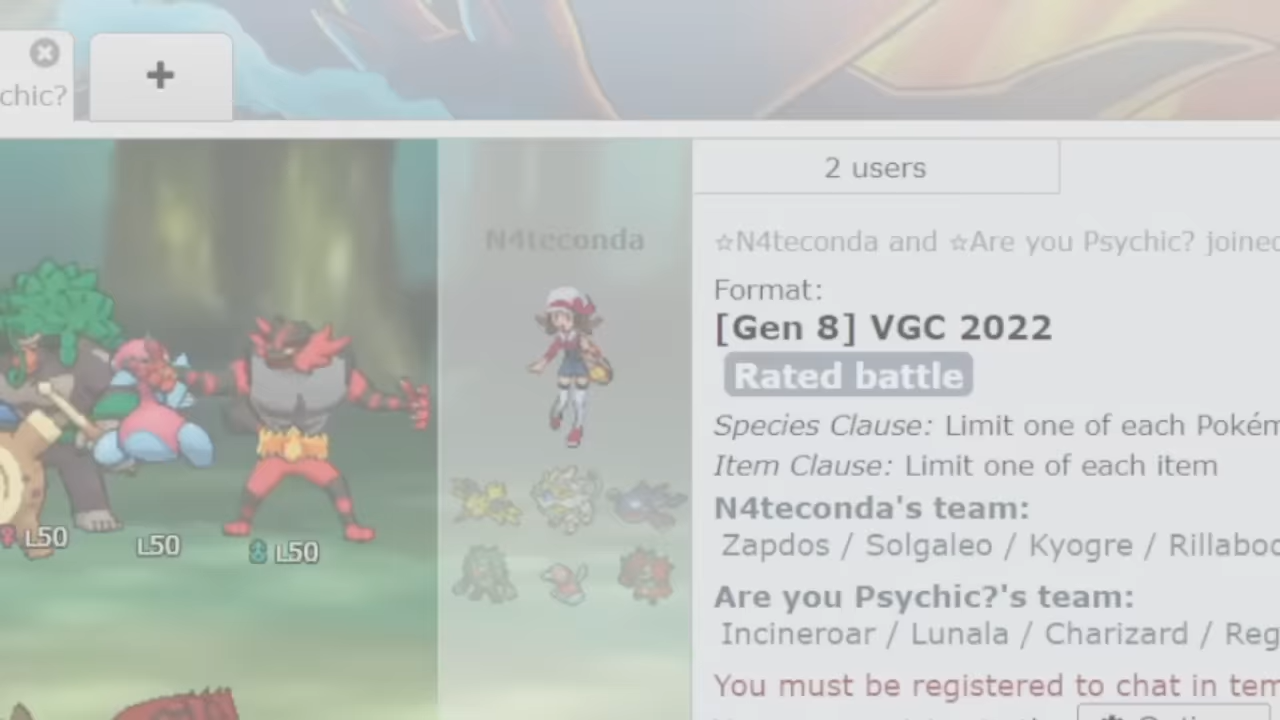 chic?
+
2 users
N4teconda
☆N4teconda and ☆Are you Psychic? joined
Format:
[Gen 8] VGC 2022
Rated battle
Species Clause: Limit one of each Pokém
Item Clause: Limit one of each item
N4teconda's team:
Zapdos / Solgaleo / Kyogre / Rillaboo
Are you Psychic?'s team:
Incineroar / Lunala / Charizard / Reg
You must be registered to chat in tem
L50
L50
L50